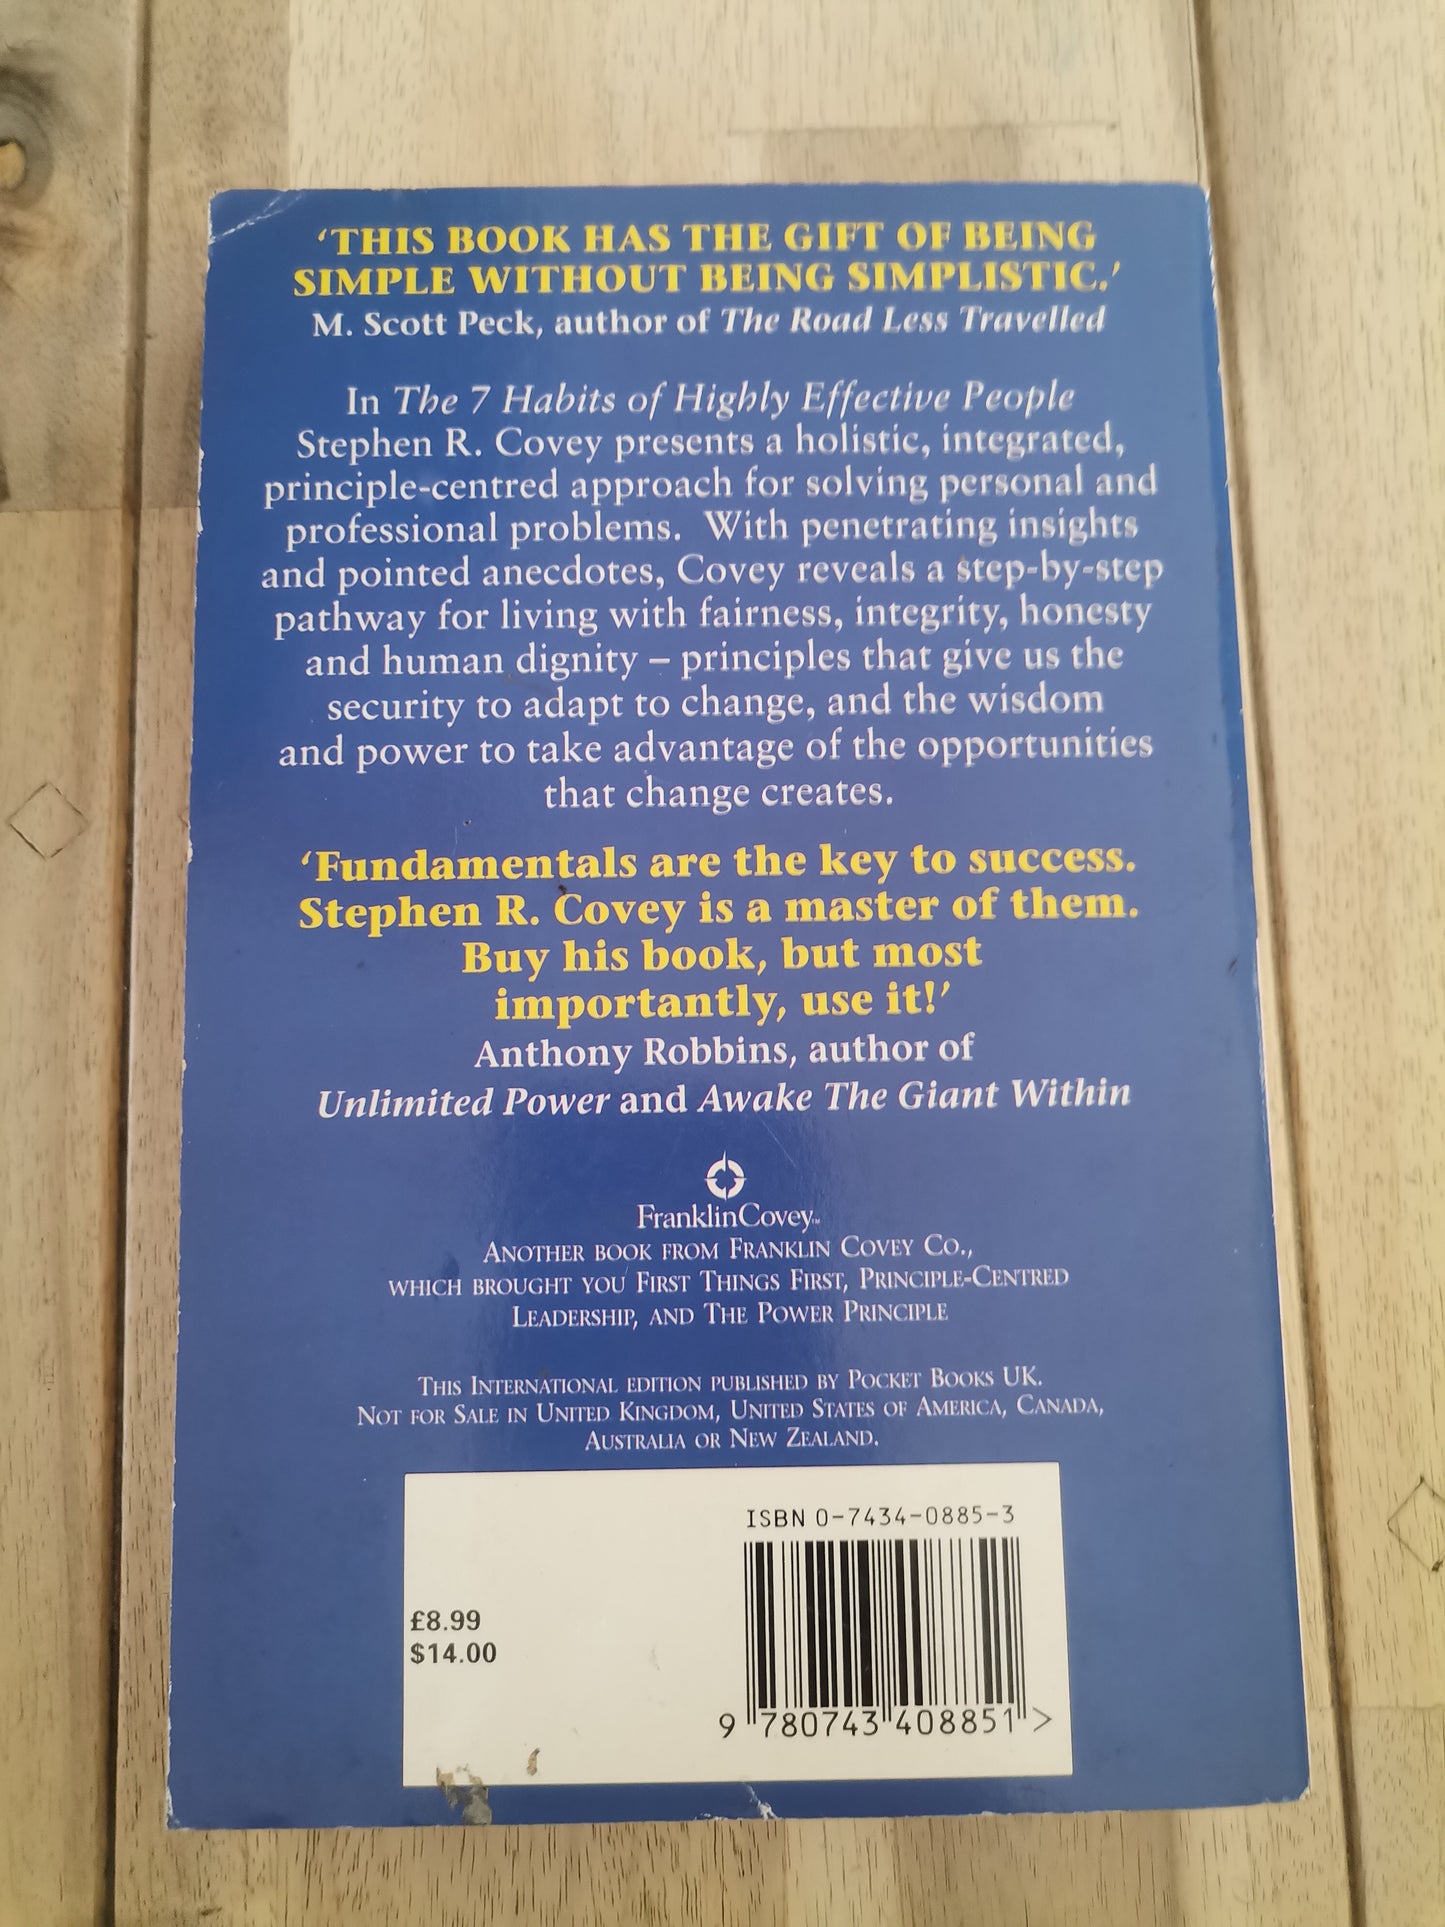 ‘THIS BOOK HAS THE GIFT OF BEING
SIMPLE WITHOUT BEING SIMPLISTIC.’
M. Scott Peck, author of The Road Less Travelled
In The 7 Habits of Highly Effective People
Stephen R. Covey presents a holistic, integrated,
principle-centred approach for solving personal and
professional problems. With penetrating insights
and pointed anecdotes, Covey reveals a step-by-step
pathway for living with fairness, integrity, honesty
and human dignity – principles that give us the
security to adapt to change, and the wisdom
and power to take advantage of the opportunities
that change creates.
‘Fundamentals are the key to success.
Stephen R. Covey is a master of them.
Buy his book, but most
importantly, use it!’
Anthony Robbins, author of
Unlimited Power and Awake The Giant Within
FranklinCovey™
ANOTHER BOOK FROM FRANKLIN COVEY CO.,
WHICH BROUGHT YOU FIRST THINGS FIRST, PRINCIPLE-CENTRED
LEADERSHIP, AND THE POWER PRINCIPLE
THIS INTERNATIONAL EDITION PUBLISHED BY POCKET BOOKS UK.
NOT FOR SALE IN UNITED KINGDOM, UNITED STATES OF AMERICA, CANADA,
AUSTRALIA OR NEW ZEALAND.
ISBN 0-7434-0885-3
£8.99
$14.00
9 780743 408851 >